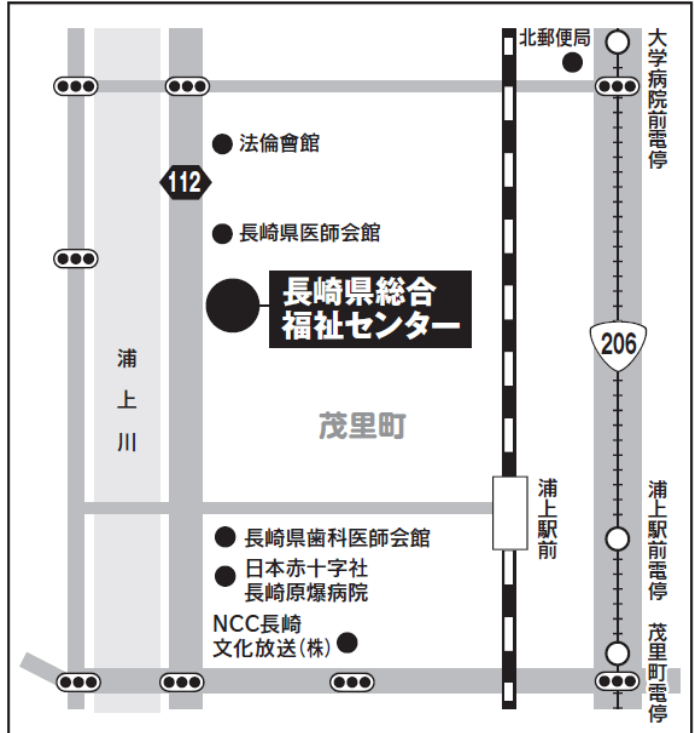 北郵便局
大学病院前電停
法倫會館
112
長崎県医師会館
長崎県総合
福祉センター
206
浦上川
茂里町
浦上駅前
浦上駅前電停
長崎県歯科医師会館
日本赤十字社
長崎原爆病院
NCC長崎
文化放送(株)
茂里町電停